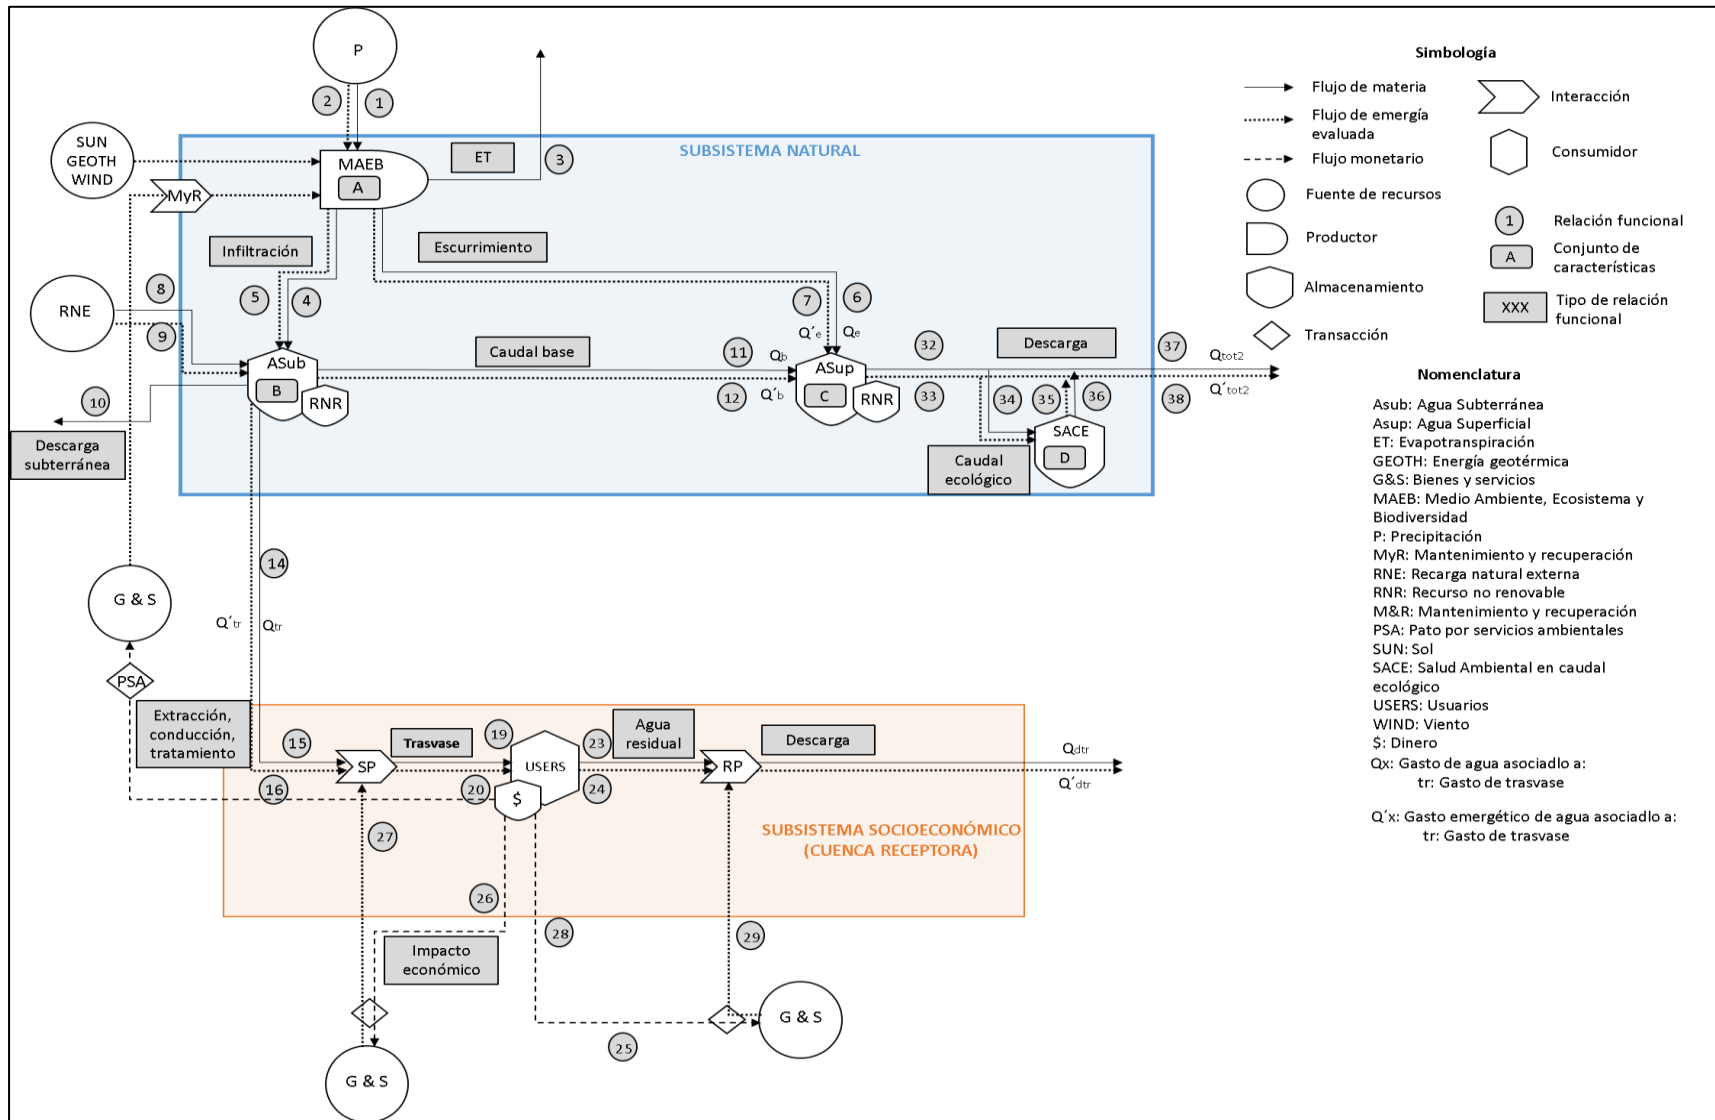 P
2
1
SUN
GEOTH
WIND
MAEB
A
ET
3
SUBSISTEMA NATURAL
MyR
Infiltración
Escurrimiento
RNE
8
9
5
4
7
6
Q´e
Qe
ASub
B
RNR
Caudal base
11
Qb
12
Q´b
ASup
C
RNR
32
33
Descarga
37
Qtot2
Q´tot2
38
34
35
36
SACE
D
Caudal
ecológico
10
Descarga
subterránea
14
G & S
Q´tr
Qtr
PSA
Extracción,
conducción,
tratamiento
15
16
SP
Trasvase
19
20
USERS
$
23
24
Agua
residual
RP
Descarga
Qdtr
Q´dtr
27
SUBSISTEMA SOCIOECONÓMICO
(CUENCA RECEPTORA)
26
28
29
Impacto
económico
G & S
25
G & S
Simbología
Flujo de materia
Flujo de emergía
evaluada
Flujo monetario
Fuente de recursos
Productor
Almacenamiento
Transacción
Interacción
Consumidor
1
Relación funcional
A
Conjunto de
características
XXX
Tipo de relación
funcional
Nomenclatura
Asub: Agua Subterránea
Asup: Agua Superficial
ET: Evapotranspiración
GEOTH: Energía geotérmica
G&S: Bienes y servicios
MAEB: Medio Ambiente, Ecosistema y
Biodiversidad
P: Precipitación
MyR: Mantenimiento y recuperación
RNE: Recarga natural externa
RNR: Recurso no renovable
M&R: Mantenimiento y recuperación
PSA: Pato por servicios ambientales
SUN: Sol
SACE: Salud Ambiental en caudal
ecológico
USERS: Usuarios
WIND: Viento
$: Dinero
Qx: Gasto de agua asociadlo a:
tr: Gasto de trasvase
Q´x: Gasto emergético de agua asociadlo a:
tr: Gasto de trasvase